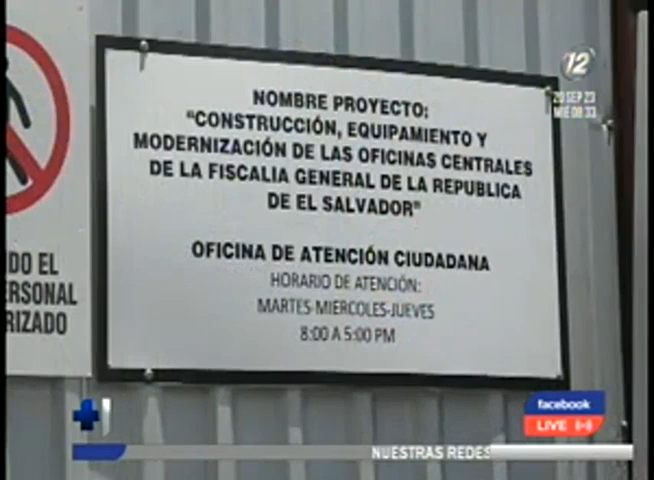 12
20 SEP 23
MIE 08 33
NOMBRE PROYECTO:
"CONSTRUCCIÓN, EQUIPAMIENTO Y
MODERNIZACIÓN DE LAS OFICINAS CENTRALES
DE LA FISCALIA GENERAL DE LA REPUBLICA
DE EL SALVADOR"
OFICINA DE ATENCIÓN CIUDADANA
HORARIO DE ATENCIÓN:
MARTES-MIERCOLES-JUEVES
8:00 A 5:00 PM
DO EL
ERSONAL
RIZADO
facebook
LIVE
NUESTRAS REDES